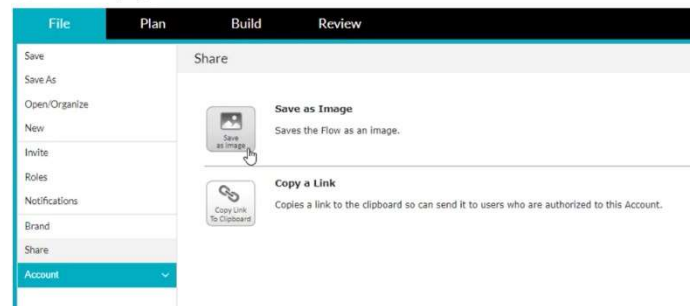 File Plan Build Review
Save
Save As
Open/Organize
New
Invite
Roles
Notifications
Brand
Share
Account
Share
Save
as Image
Save as Image
Saves the Flow as an image.
Copy Link
To Clipboard
Copy a Link
Copies a link to the clipboard so can send it to users who are authorized to this Account.